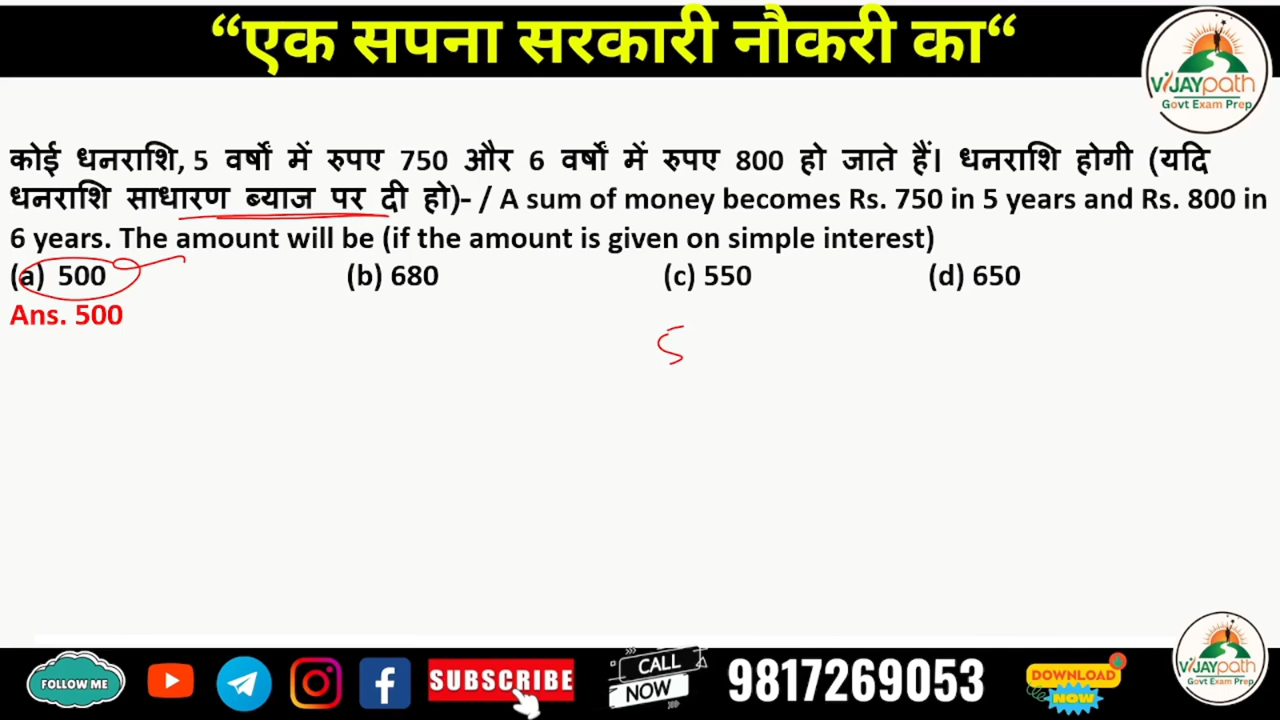 “एक सपना सरकारी नौकरी का“
VIJAYpath
Govt Exam Prep
कोई धनराशि, 5 वर्षों में रुपए 750 और 6 वर्षों में रुपए 800 हो जाते हैं। धनराशि होगी (यदि
धनराशि साधारण ब्याज पर दी हो)- / A sum of money becomes Rs. 750 in 5 years and Rs. 800 in
6 years. The amount will be (if the amount is given on simple interest)
(a) 500 (b) 680 (c) 550 (d) 650
Ans. 500
5
FOLLOW ME
SUBSCRIBE
CALL
NOW
9817269053
DOWNLOAD
NOW
VIJAYpath
Govt Exam Prep